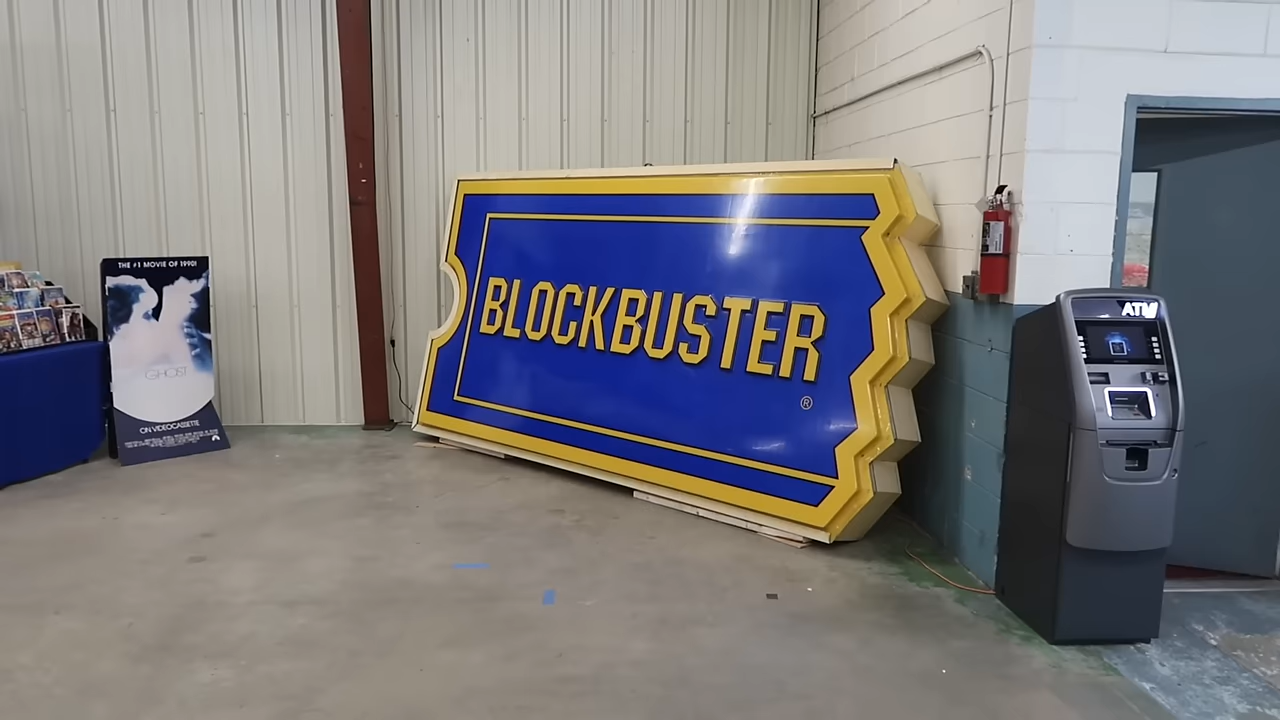 THE #1 MOVIE OF 1990!
GHOST
ON VIDEOCASSETTE
BLOCKBUSTER
®
ATM